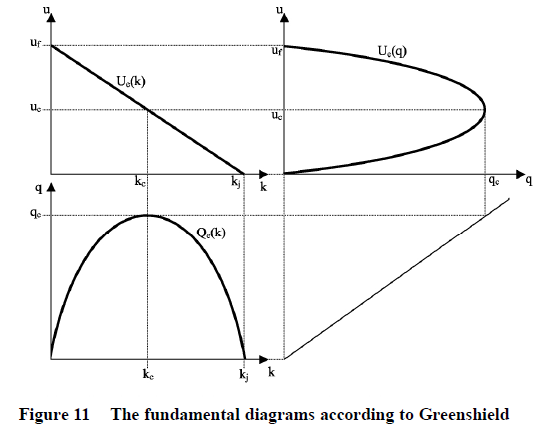 u
u
uf
uf
Ue(k)
Ue(q)
uc
uc
kc
kj
k
qc
q
q
qc
Qe(k)
kc
kj
k
Figure 11 The fundamental diagrams according to Greenshield